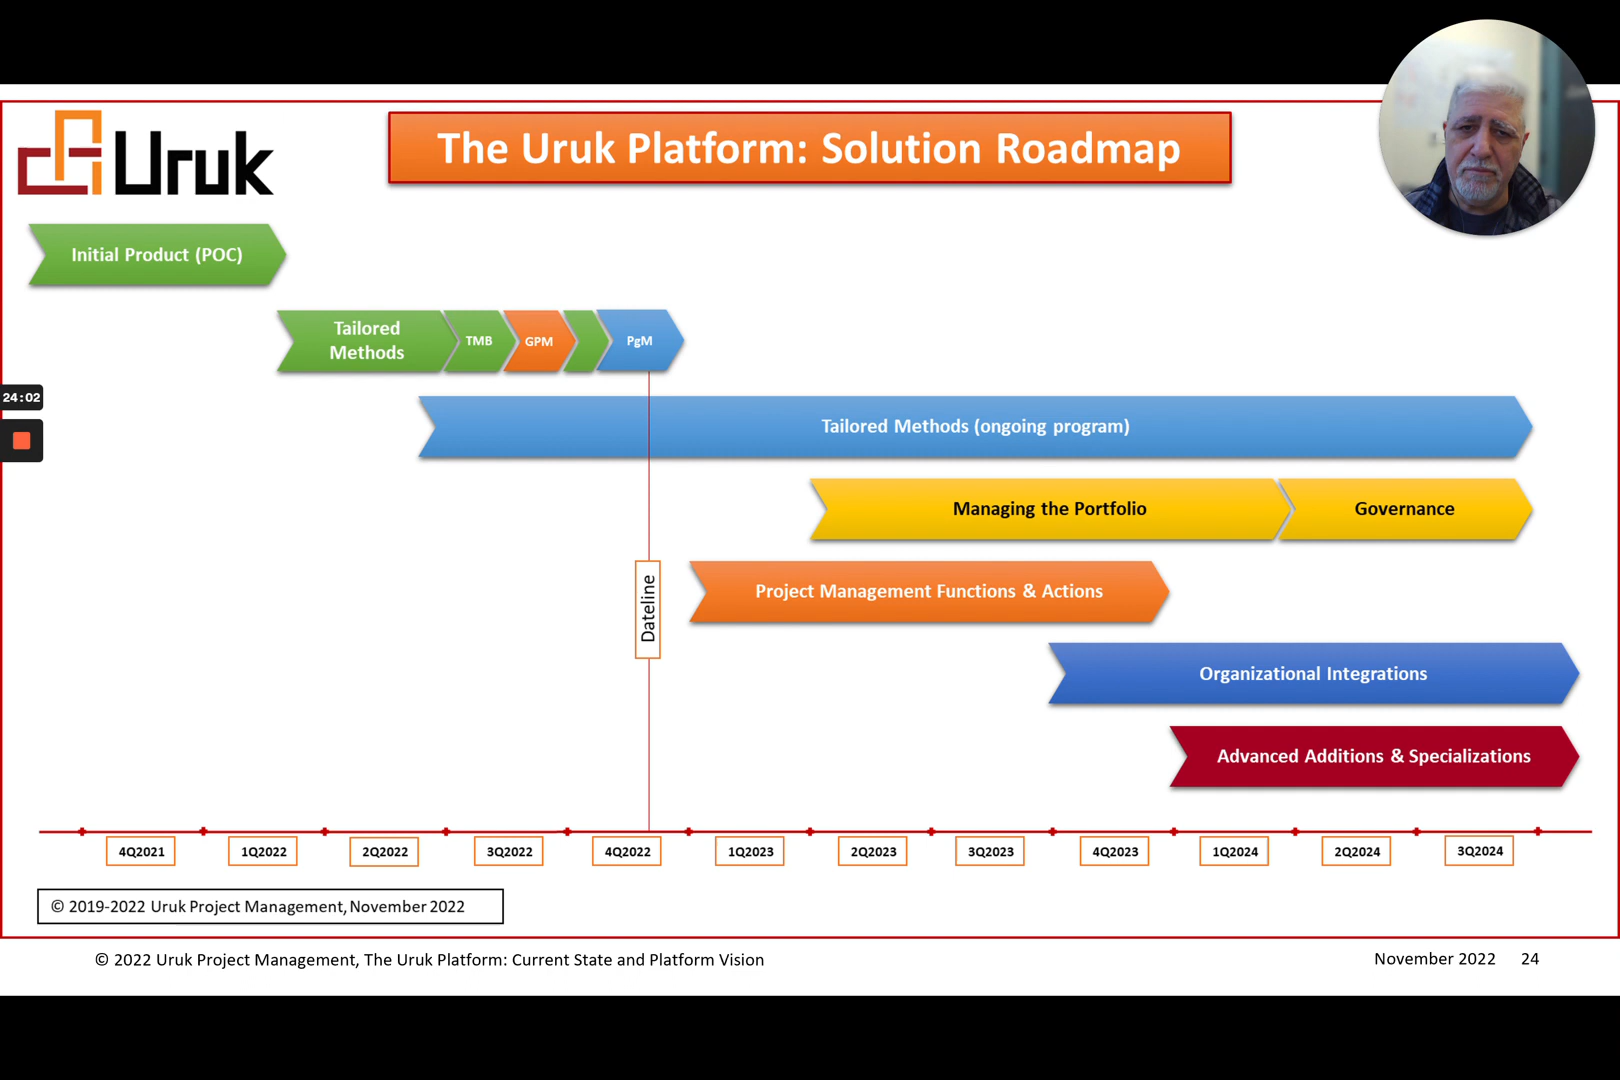 Uruk
The Uruk Platform: Solution Roadmap
Initial Product (POC)
Tailored
Methods
TMB
GPM
PgM
24:02
Tailored Methods (ongoing program)
Managing the Portfolio
Governance
Dateline
Project Management Functions & Actions
Organizational Integrations
Advanced Additions & Specializations
4Q2021
1Q2022
2Q2022
3Q2022
4Q2022
1Q2023
2Q2023
3Q2023
4Q2023
1Q2024
2Q2024
3Q2024
© 2019-2022 Uruk Project Management, November 2022
© 2022 Uruk Project Management, The Uruk Platform: Current State and Platform Vision
November 2022 24